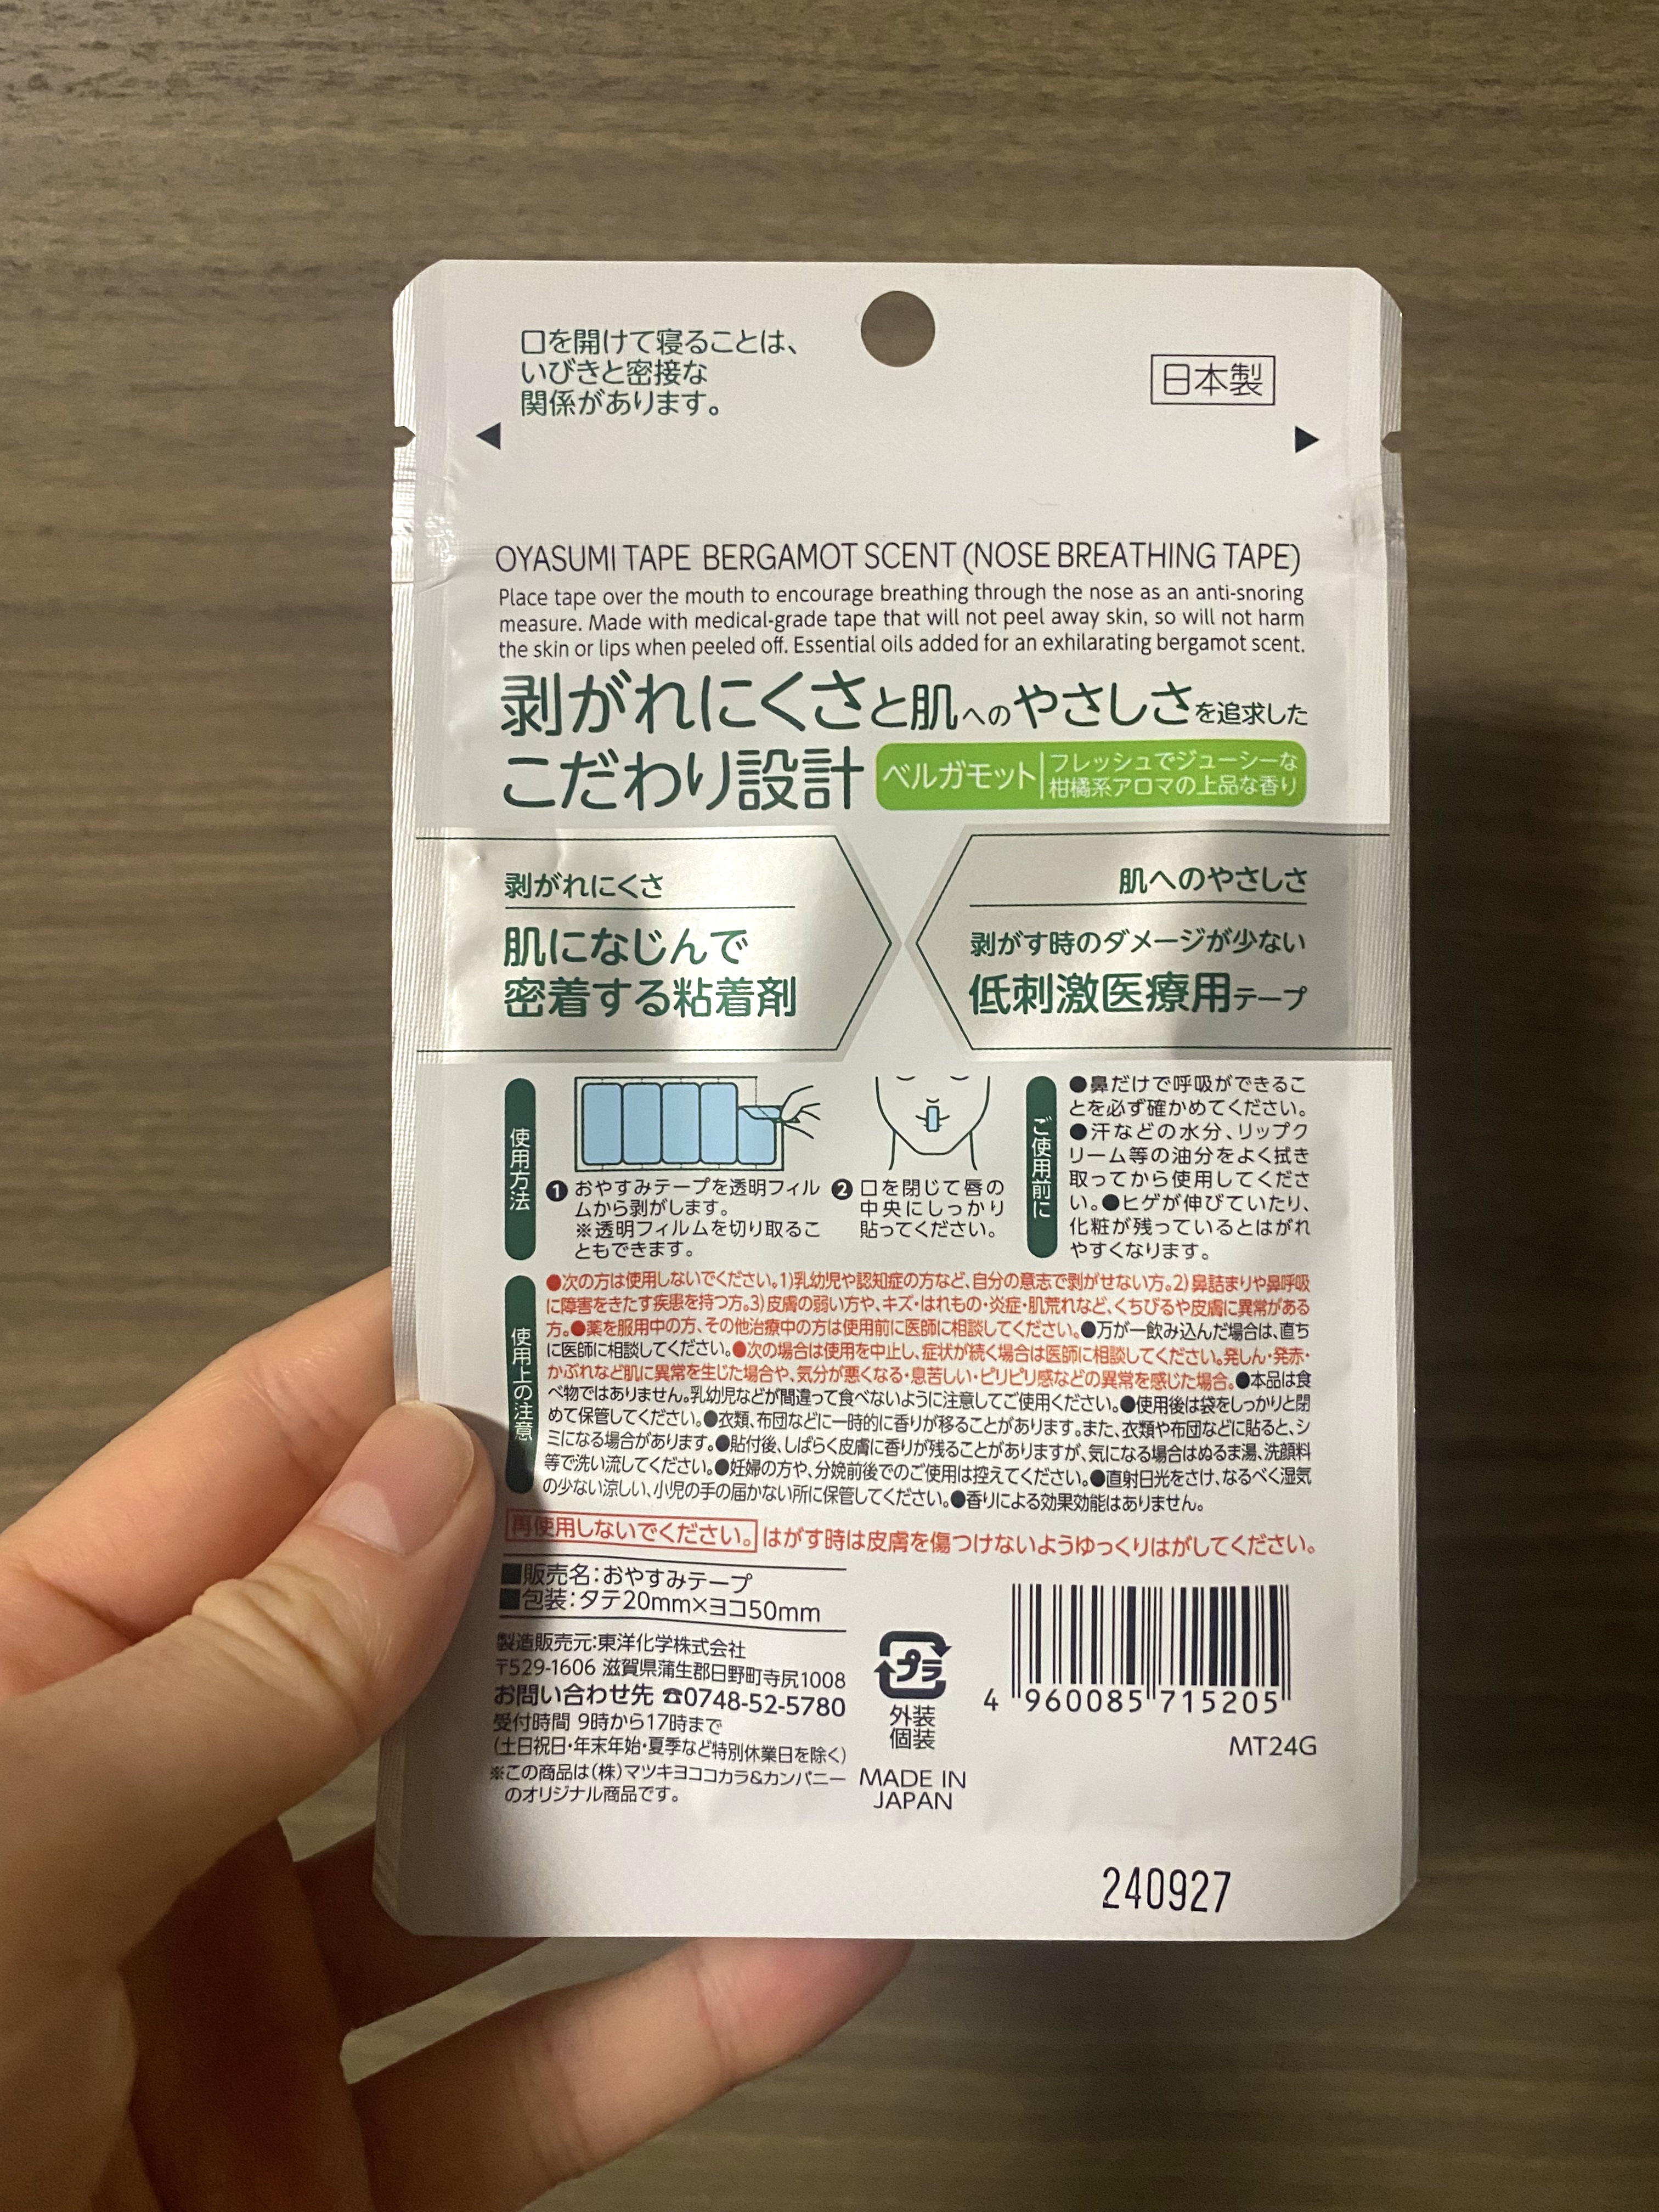 口を開けて寝ることは、
いびきと密接な
関係があります。
日本製
OYASUMI TAPE BERGAMOT SCENT (NOSE BREATHING TAPE)
Place tape over the mouth to encourage breathing through the nose as an anti-snoring
measure. Made with medical-grade tape that will not peel away skin, so will not harm
the skin or lips when peeled off. Essential oils added for an exhilarating bergamot scent.
剥がれにくさと肌へのやさしさを追求した
こだわり設計
ベルガモット
フレッシュでジューシーな
柑橘系アロマの上品な香り
剥がれにくさ
肌になじんで
密着する粘着剤
肌へのやさしさ
剥がす時のダメージが少ない
低刺激医療用テープ
使用方法
❶おやすみテープを透明フィル
ムから剥がします。
※透明フィルムを切り取るこ
ともできます。
❷口を閉じて唇の
中央にしっかり
貼ってください。
ご使用前に
●鼻だけで呼吸ができるこ
とを必ず確かめてください。
●汗などの水分、リップク
リーム等の油分をよく拭き
取ってから使用してくださ
い。●ヒゲが伸びていたり、
化粧が残っているとはがれ
やすくなります。
使用上の注意
●次の方は使用しないでください。1)乳幼児や認知症の方など、自分の意志で剥がせない方。2)鼻詰まりや鼻呼吸
に障害をきたす疾患を持つ方。3)皮膚の弱い方や、キズ・はれもの・炎症・肌荒れなど、くちびるや皮膚に異常がある
方。●薬を服用中の方、その他治療中の方は使用前に医師に相談してください。●万が一飲み込んだ場合は、直ち
に医師に相談してください。●次の場合は使用を中止し、症状が続く場合は医師に相談してください。発しん・発赤・
かぶれなど肌に異常を生じた場合や、気分が悪くなる・息苦しい・ピリピリ感などの異常を感じた場合。●本品は食
べ物ではありません。乳幼児などが間違って食べないように注意してご使用ください。●使用後は袋をしっかりと閉
めて保管してください。●衣類、布団などに一時的に香りが移ることがあります。また、衣類や布団などに貼ると、シ
ミになる場合があります。●貼付後、しばらく皮膚に香りが残ることがありますが、気になる場合はぬるま湯、洗顔料
等で洗い流してください。●妊婦の方や、分娩前後でのご使用は控えてください。●直射日光をさけ、なるべく湿気
の少ない涼しい、小児の手の届かない所に保管してください。●香りによる効果効能はありません。
再使用しないでください。はがす時は皮膚を傷つけないようゆっくりはがしてください。
■販売名：おやすみテープ
■包装：タテ20mm×ヨコ50mm
製造販売元：東洋化学株式会社
〒529-1606 滋賀県蒲生郡日野町寺尻1008
お問い合わせ先 ☎0748-52-5780
受付時間 9時から17時まで
(土日祝日・年末年始・夏季など特別休業日を除く)
※この商品は(株)マツキヨココカラ&カンパニー
のオリジナル商品です。
プラ
外装
個装
MADE IN
JAPAN
4 960085 715205
MT24G
240927